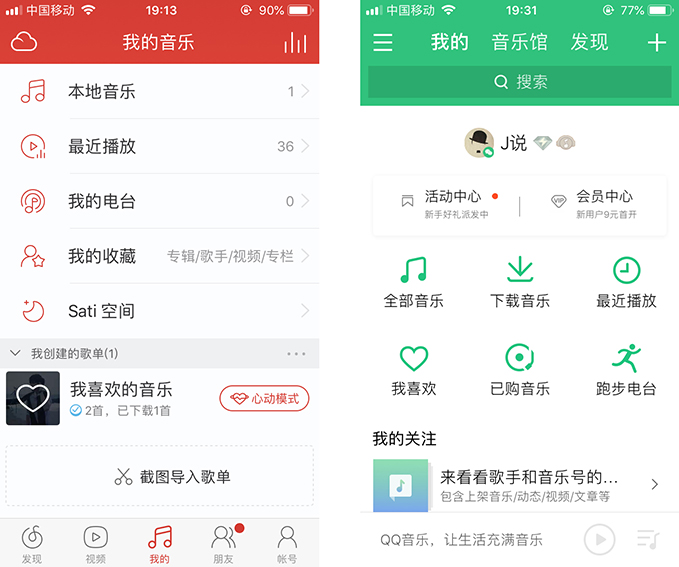 中国移动 19:13 90%
我的音乐
本地音乐 1
最近播放 36
我的电台 0
我的收藏 专辑/歌手/视频/专栏
Sati 空间
我创建的歌单(1)
我喜欢的音乐
2首，已下载1首
心动模式
截图导入歌单
发现 视频 我的 朋友 帐号
中国移动 19:31 77%
我的 音乐馆 发现
搜索
J说
活动中心
新手好礼派发中
VIP 会员中心
新用户9元首开
全部音乐 下载音乐 最近播放
我喜欢 已购音乐 跑步电台
我的关注
来看看歌手和音乐号的...
包含上架音乐/动态/视频/文章等
QQ音乐，让生活充满音乐